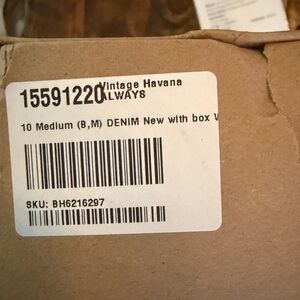 15591220 Vintage Havana
ALWAYS
10 Medium (B,M) DENIM New with box
SKU: BH6216297